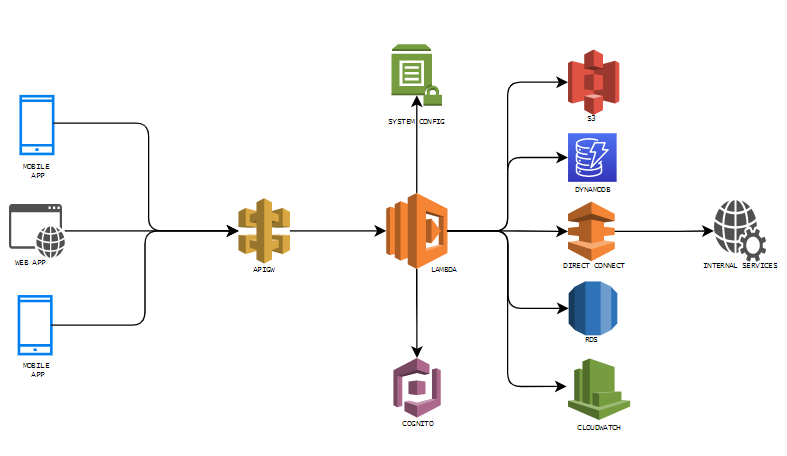 SYSTEM CONFIG
S3
MOBILE
APP
DYNAMODB
WEB APP
APIGW
LAMBDA
DIRECT CONNECT
INTERNAL SERVICES
RDS
MOBILE
APP
COGNITO
CLOUDWATCH